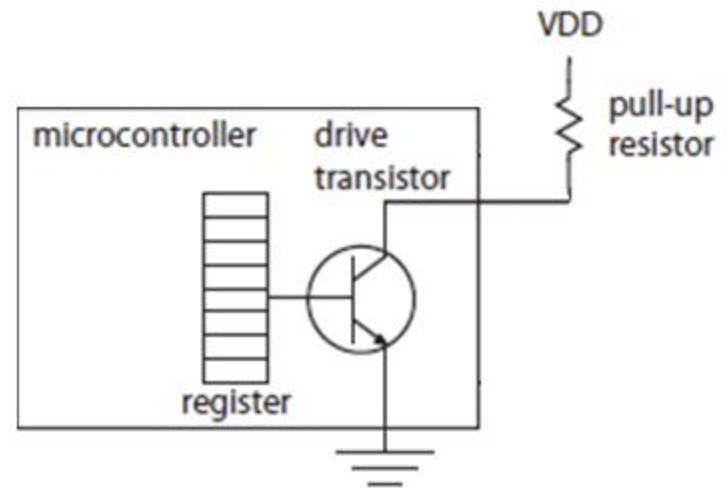 VDD
pull-up
resistor
microcontroller
drive
transistor
register